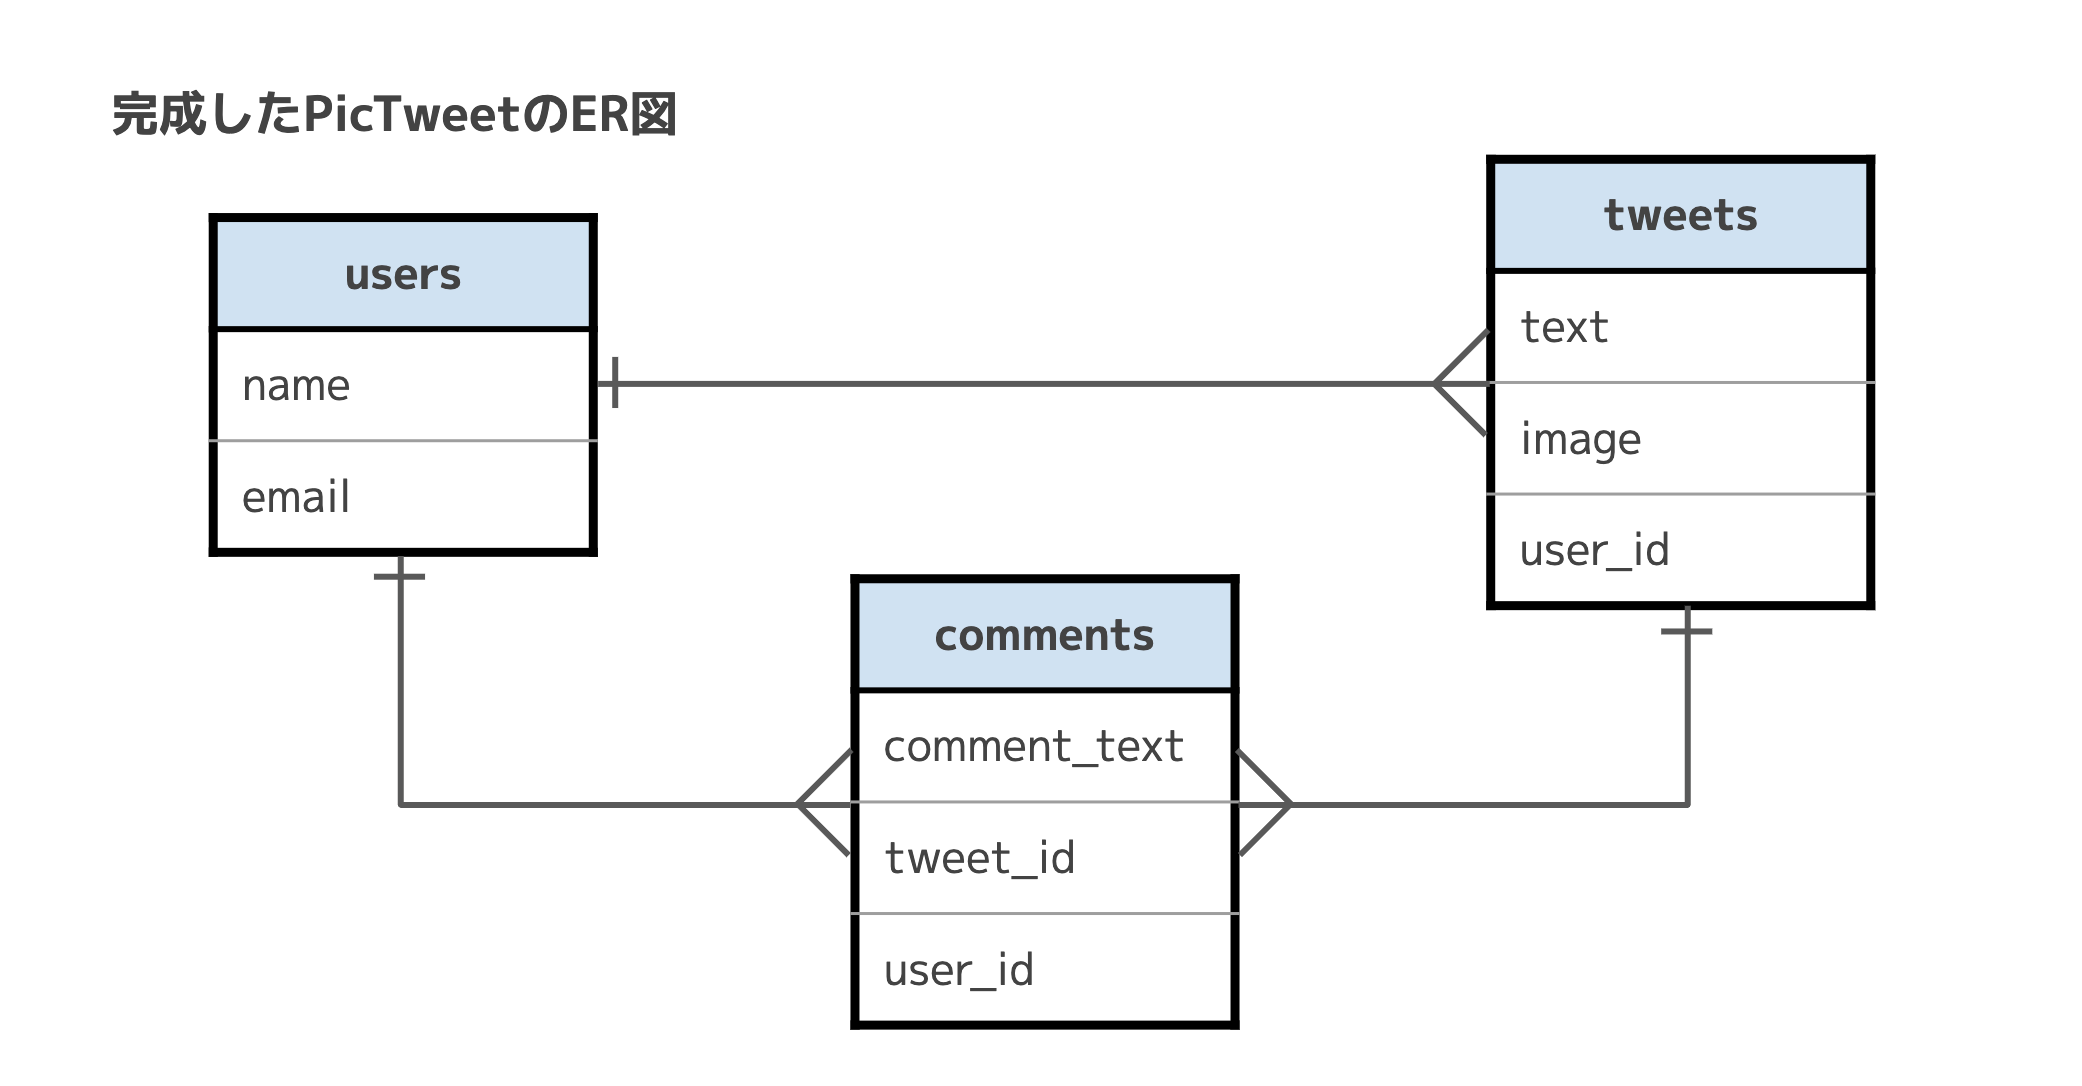 完成したPicTweetのER図
users
name
email
tweets
text
image
user_id
comments
comment_text
tweet_id
user_id